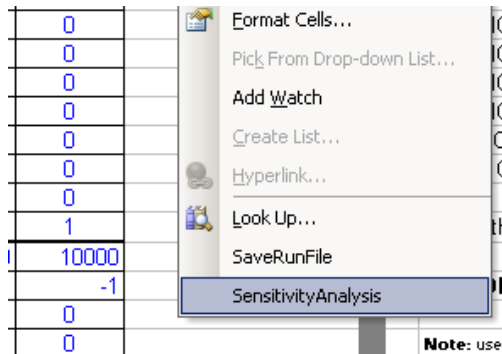 0
Format Cells...
0
Pick From Drop-down List...
0
Add Watch
0
Create List...
0
Hyperlink...
0
0
Look Up...
1
10000
SaveRunFile
-1
SensitivityAnalysis
0
0
Note: use